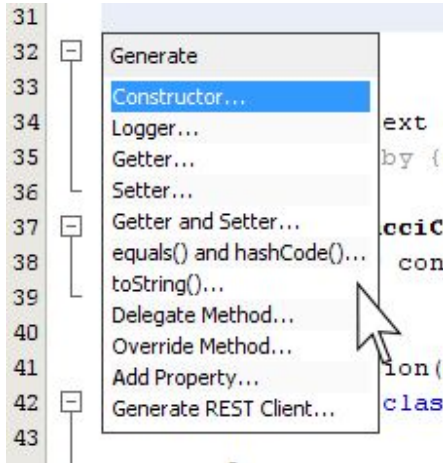 31
32
Generate
33
Constructor...
34
Logger...
ext
35
Getter...
by {
36
Setter...
37
Getter and Setter...
cciC
38
equals() and hashCode()...
con
39
toString()...
40
Delegate Method...
Override Method...
41
Add Property...
ion(
42
Generate REST Client...
clas
43